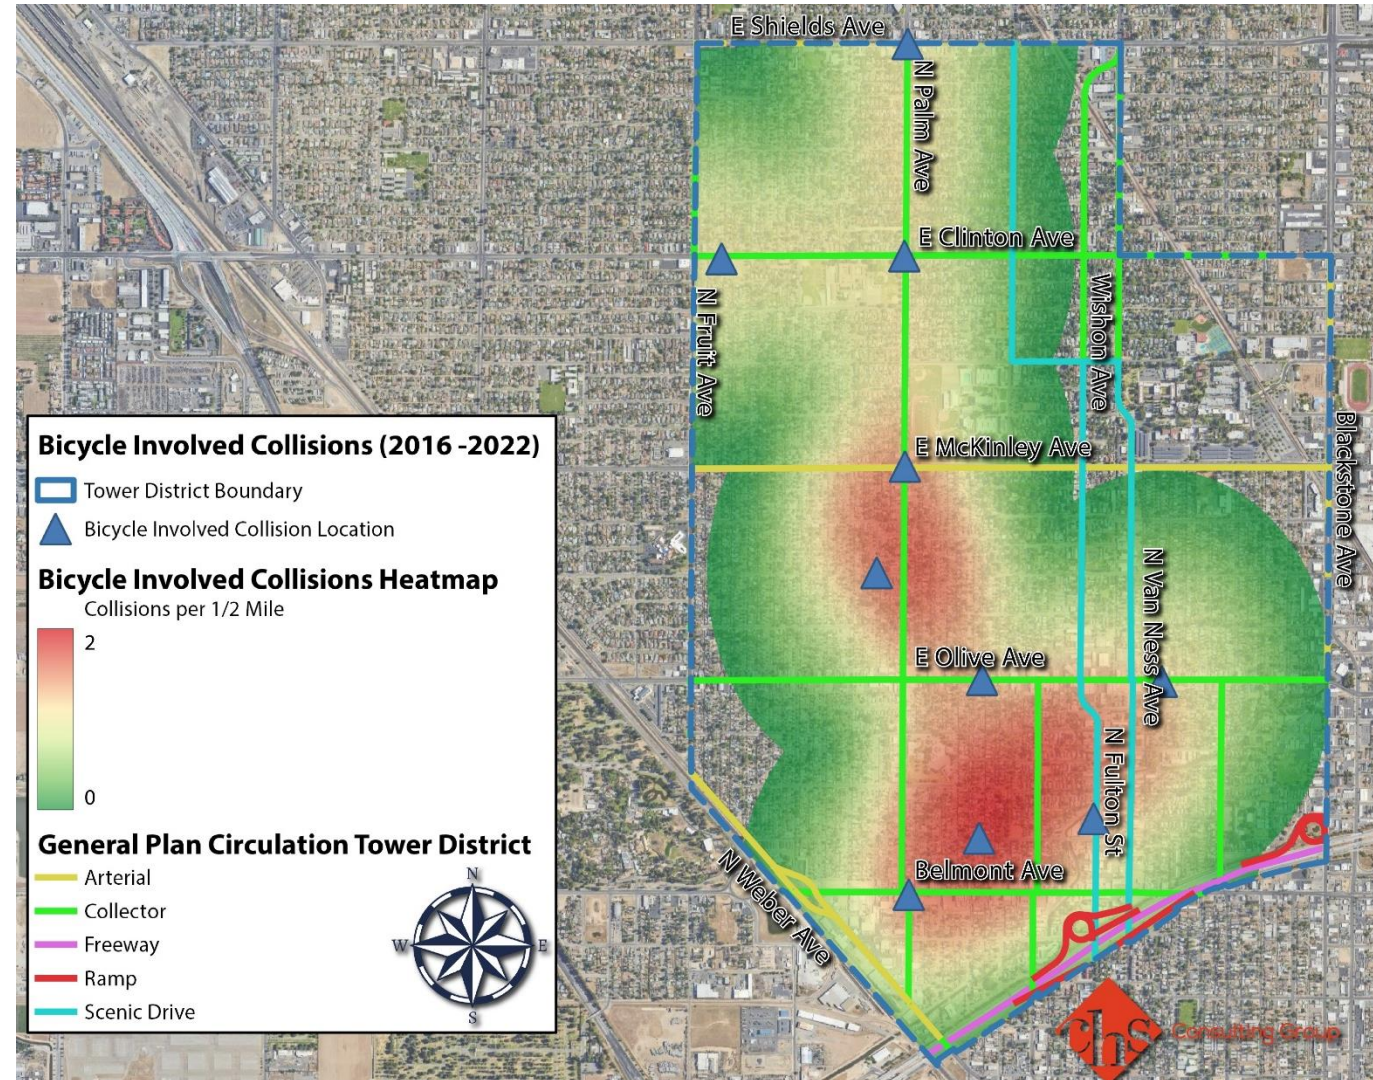 E Shields Ave
N Palm Ave
E Clinton Ave
N Fruit Ave
Wishon Ave
E McKinley Ave
Blackstone Ave
N Van Ness Ave
E Olive Ave
N Fulton St
Belmont Ave
N Weber Ave
Bicycle Involved Collisions (2016 -2022)
Tower District Boundary
Bicycle Involved Collision Location
Bicycle Involved Collisions Heatmap
Collisions per 1/2 Mile
2
0
General Plan Circulation Tower District
Arterial
Collector
Freeway
Ramp
Scenic Drive
N
W
E
S
chs
Consulting Group